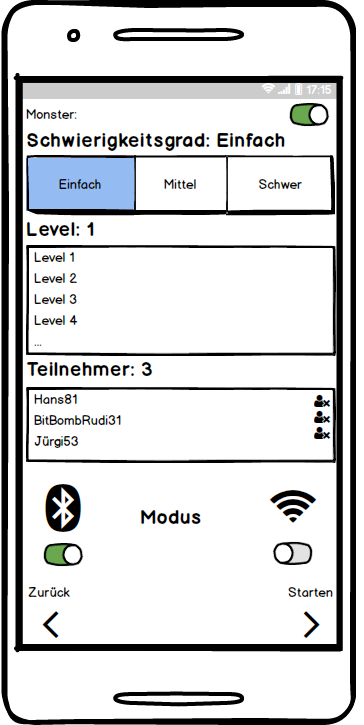 17:15
Monster:
Schwierigkeitsgrad: Einfach
Einfach Mittel Schwer
Level: 1
Level 1
Level 2
Level 3
Level 4
...
Teilnehmer: 3
Hans81
BitBombRudi31
Jürgi53
Modus
Zurück Starten